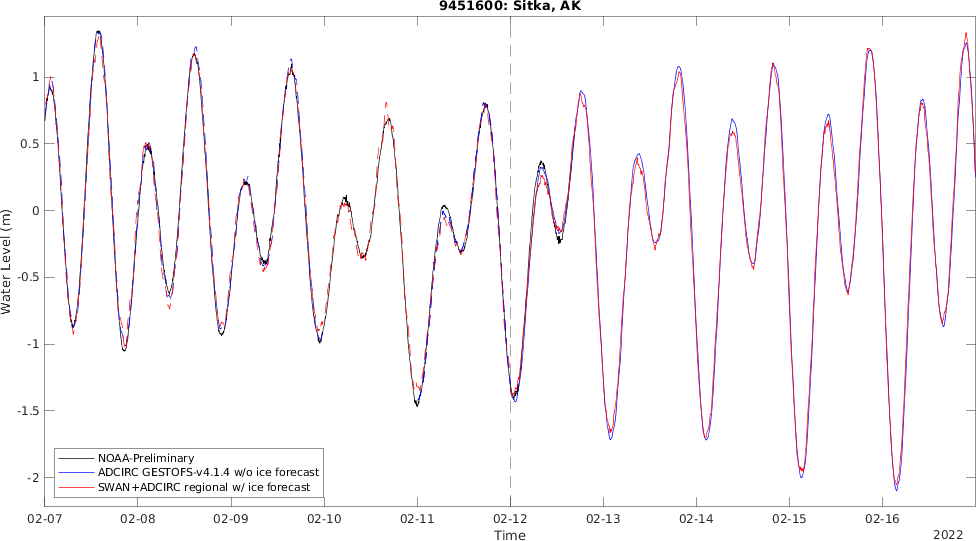 9451600: Sitka, AK
Water Level (m)
1
0.5
0
-0.5
-1
-1.5
-2
NOAA-Preliminary
ADCIRC GESTOFS-v4.1.4 w/o ice forecast
SWAN+ADCIRC regional w/ ice forecast
02-07 02-08 02-09 02-10 02-11 02-12 02-13 02-14 02-15 02-16
Time
2022